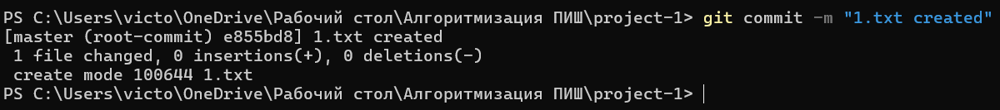 PS C:\Users\victo\OneDrive\Рабочий стол\Алгоритмизация ПИШ\project-1> git commit -m "1.txt created"
[master (root-commit) e855bd8] 1.txt created
 1 file changed, 0 insertions(+), 0 deletions(-)
 create mode 100644 1.txt
PS C:\Users\victo\OneDrive\Рабочий стол\Алгоритмизация ПИШ\project-1>